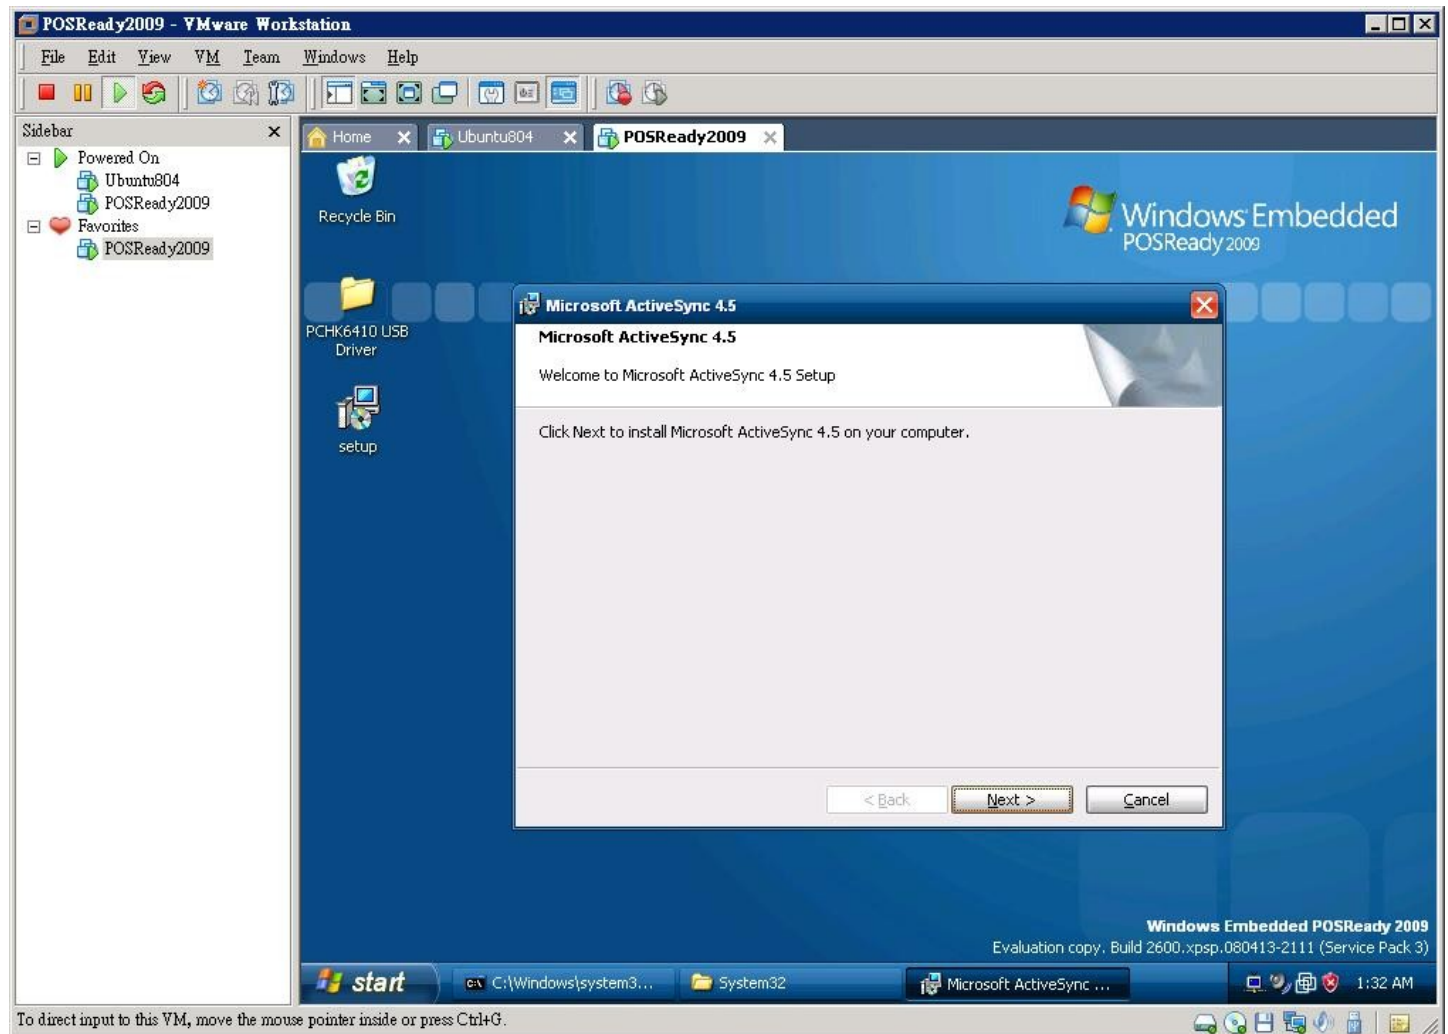 POSReady2009 - VMware Workstation
File Edit View VM Team Windows Help
Sidebar
Powered On
Ubuntu804
POSReady2009
Favorites
POSReady2009
Home
Ubuntu804
POSReady2009
Recycle Bin
Windows Embedded
POSReady 2009
PCHK6410 USB
Driver
setup
Microsoft ActiveSync 4.5
Microsoft ActiveSync 4.5
Welcome to Microsoft ActiveSync 4.5 Setup
Click Next to install Microsoft ActiveSync 4.5 on your computer.
< Back
Next >
Cancel
Windows Embedded POSReady 2009
Evaluation copy. Build 2600.xpsp.080413-2111 (Service Pack 3)
start
C:\Windows\system3...
System32
Microsoft ActiveSync ...
1:32 AM
To direct input to this VM, move the mouse pointer inside or press Ctrl+G.